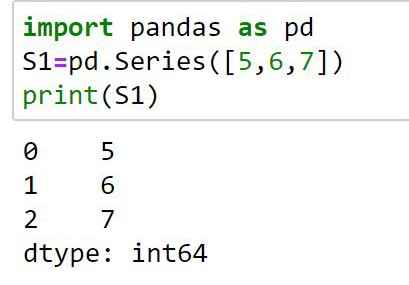 import pandas as pd
S1=pd.Series([5,6,7])
print(S1)
0    5
1    6
2    7
dtype: int64